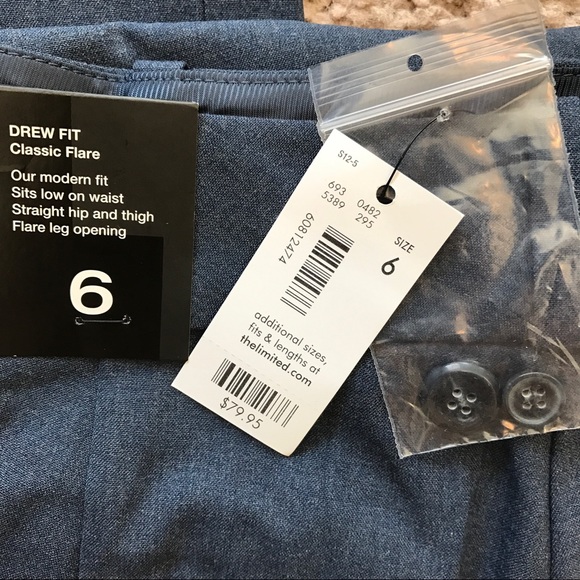 DREW FIT
Classic Flare
Our modern fit
Sits low on waist
Straight hip and thigh
Flare leg opening
6
S12-5
693 0482
5389 295
SIZE
6
60812474
additional sizes,
fits & lengths at
thelimited.com
$79.95